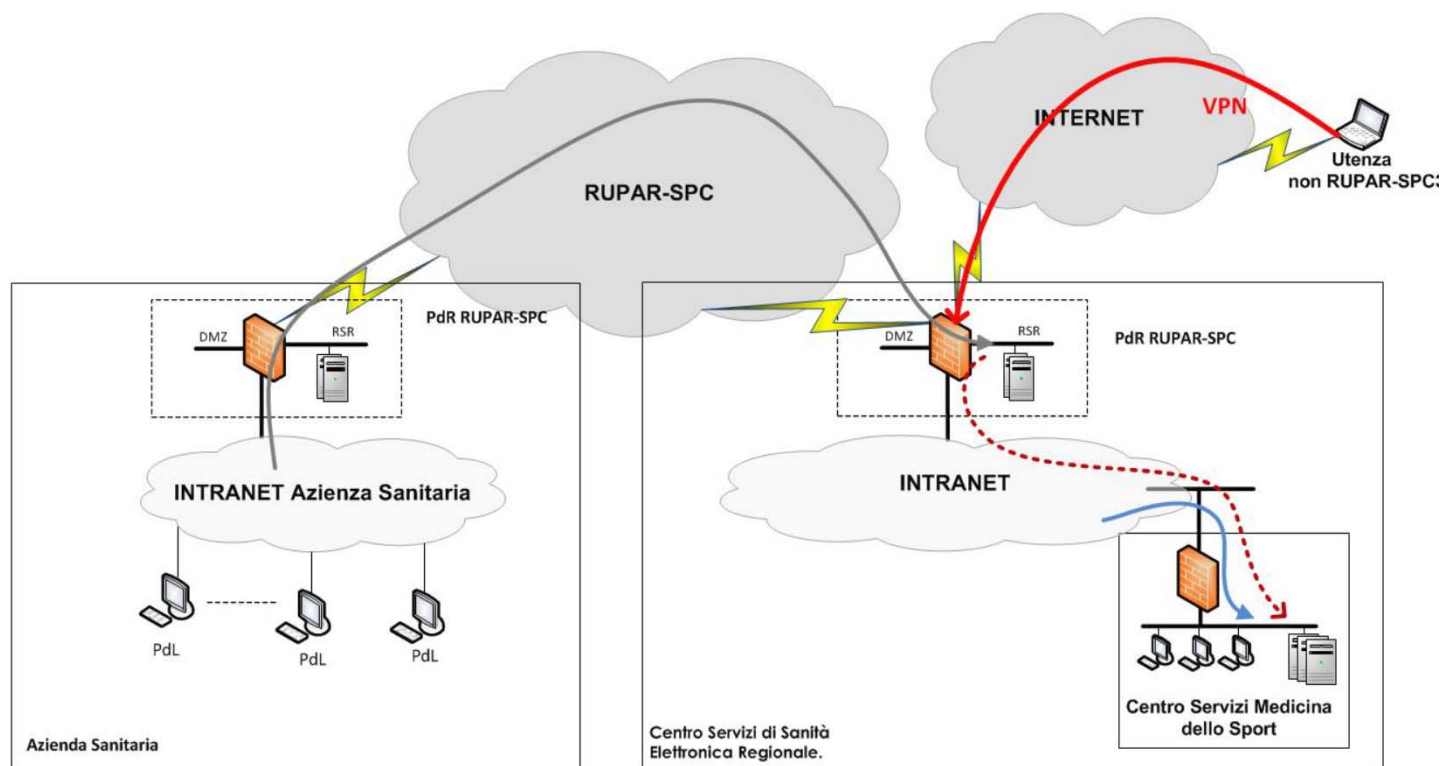 INTERNET
VPN
Utenza
non RUPAR-SPC3
RUPAR-SPC
PdR RUPAR-SPC
DMZ
RSR
DMZ
RSR
PdR RUPAR-SPC
INTRANET Azienza Sanitaria
INTRANET
PdL
PdL
PdL
Centro Servizi Medicina
dello Sport
Azienda Sanitaria
Centro Servizi di Sanità
Elettronica Regionale.